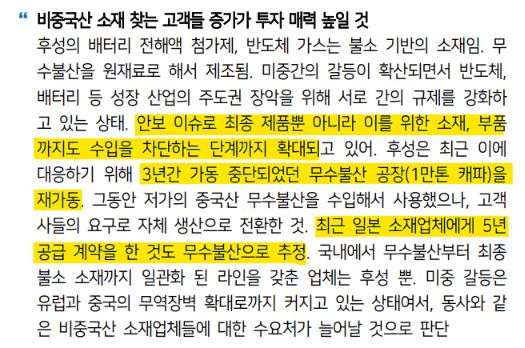 “ 비중국산 소재 찾는 고객들 증가가 투자 매력 높일 것
후성의 배터리 전해액 첨가제, 반도체 가스는 불소 기반의 소재임. 무
수불산을 원재료로 해서 제조됨. 미중간의 갈등이 확산되면서 반도체,
배터리 등 성장 산업의 주도권 장악을 위해 서로 간의 규제를 강화하
고 있는 상태. 안보 이슈로 최종 제품뿐 아니라 이를 위한 소재, 부품
까지도 수입을 차단하는 단계까지 확대되고 있어. 후성은 최근 이에
대응하기 위해 3년간 가동 중단되었던 무수불산 공장(1만톤 캐파)을
재가동. 그동안 저가의 중국산 무수불산을 수입해서 사용했으나, 고객
사들의 요구로 자체 생산으로 전환한 것. 최근 일본 소재업체에게 5년
공급 계약을 한 것도 무수불산으로 추정. 국내에서 무수불산부터 최종
불소 소재까지 일관화 된 라인을 갖춘 업체는 후성 뿐. 미중 갈등은
유럽과 중국의 무역장벽 확대로까지 커지고 있는 상태여서, 동사와 같
은 비중국산 소재업체들에 대한 수요처가 늘어날 것으로 판단